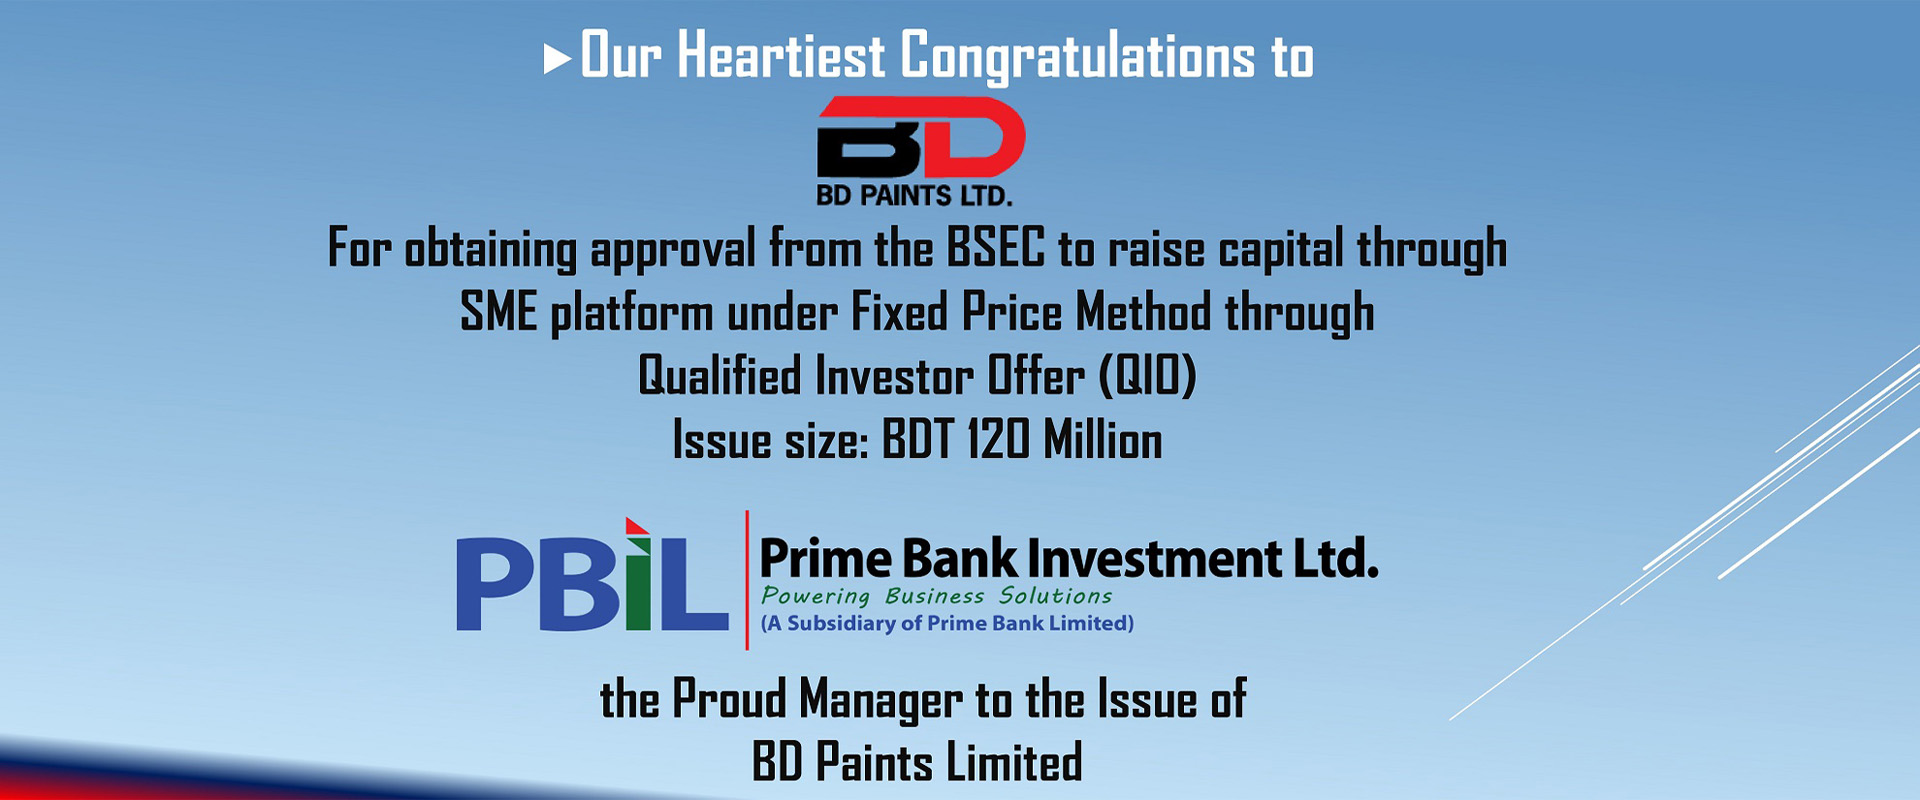 Our Heartiest Congratulations to
BD
BD PAINTS LTD.
For obtaining approval from the BSEC to raise capital through
SME platform under Fixed Price Method through
Qualified Investor Offer (QIO)
Issue size: BDT 120 Million
PBiL
Prime Bank Investment Ltd.
Powering Business Solutions
(A Subsidiary of Prime Bank Limited)
the Proud Manager to the Issue of
BD Paints Limited